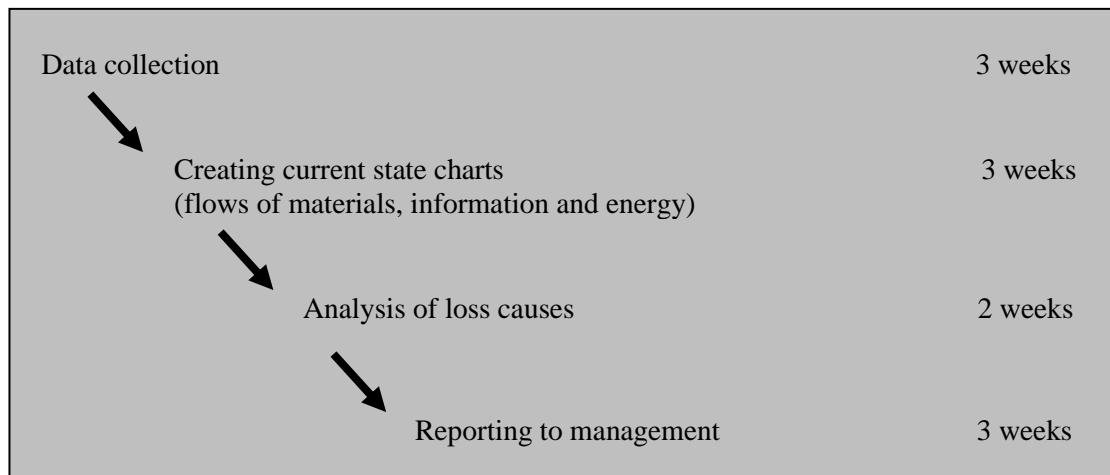 Data collection 3 weeks
Creating current state charts 3 weeks
(flows of materials, information and energy)
Analysis of loss causes 2 weeks
Reporting to management 3 weeks